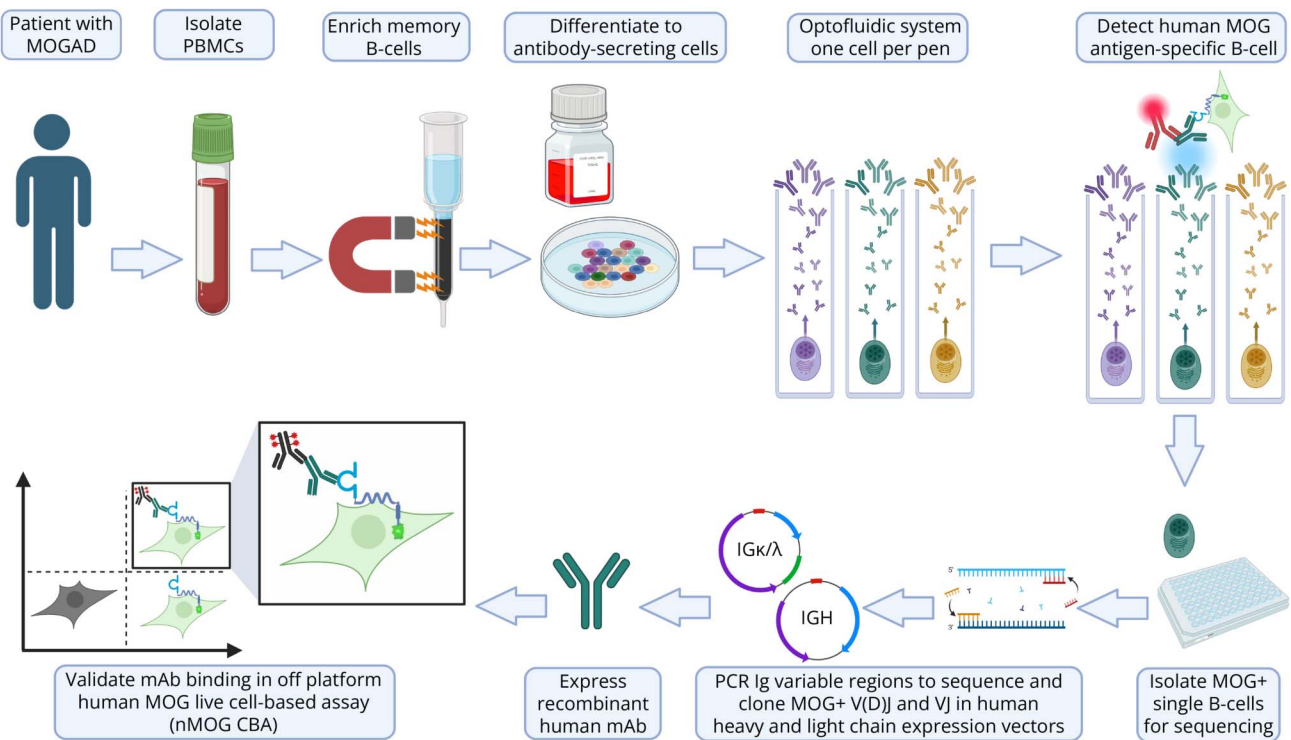 Patient with
MOGAD
Isolate
PBMCs
Enrich memory
B-cells
Differentiate to
antibody-secreting cells
Optofluidic system
one cell per pen
Detect human MOG
antigen-specific B-cell
Isolate MOG+
single B-cells
for sequencing
5'
3'
IGκ/λ
IGH
PCR Ig variable regions to sequence and
clone MOG+ V(D)J and VJ in human
heavy and light chain expression vectors
Express
recombinant
human mAb
Validate mAb binding in off platform
human MOG live cell-based assay
(nMOG CBA)